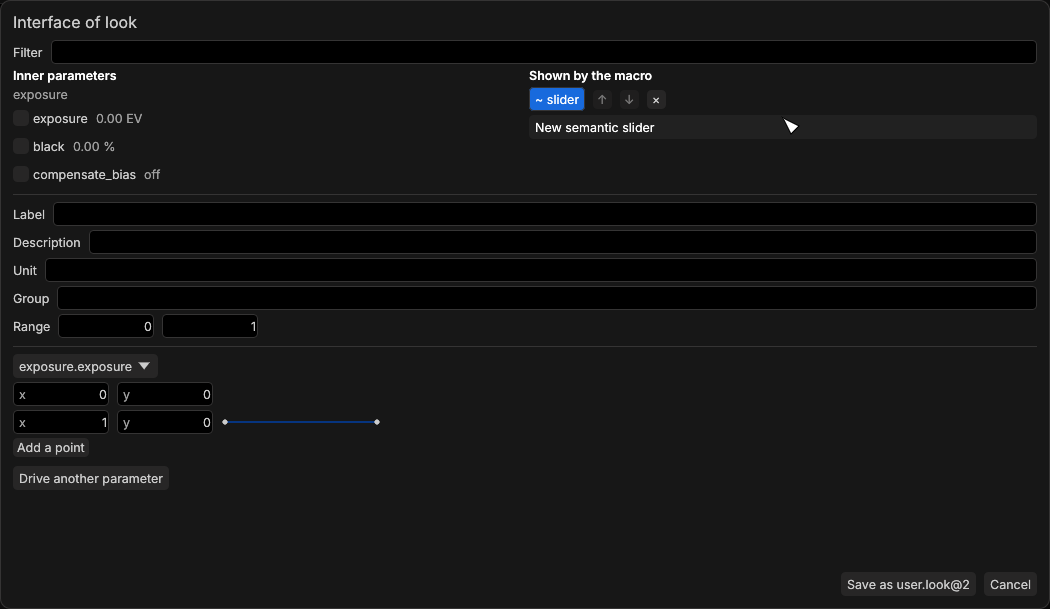 Interface of look
Filter
Inner parameters
exposure
exposure 0.00 EV
black 0.00 %
compensate_bias off
Shown by the macro
~ slider ↑ ↓ ×
New semantic slider
Label
Description
Unit
Group
Range 0 1
exposure.exposure
x 0 y 0
x 1 y 0
Add a point
Drive another parameter
Save as user.look@2 Cancel